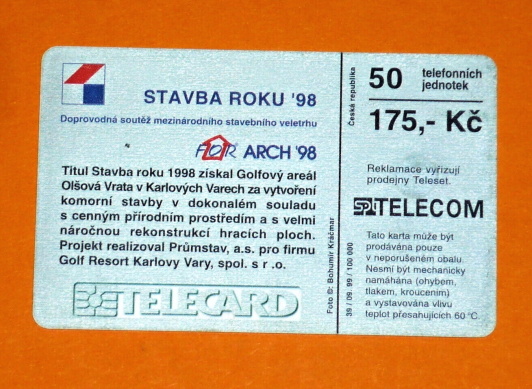 STAVBA ROKU '98
Doprovodná soutěž mezinárodního stavebního veletrhu
FOR ARCH '98
Titul Stavba roku 1998 získal Golfový areál
Olšová Vrata v Karlových Varech za vytvoření
komorní stavby v dokonalém souladu
s cenným přírodním prostředím a s velmi
náročnou rekonstrukcí hracích ploch.
Projekt realizoval Průmstav, a.s. pro firmu
Golf Resort Karlovy Vary, spol. s r.o.
TELECARD
Foto ©: Bohumír Kráčmar
Česká republika
39 / 09. 99 / 100 000
50 telefonních
jednotek
175,- Kč
Reklamace vyřizují
prodejny Teleset.
SPT TELECOM
Tato karta může být
prodávána pouze
v neporušeném obalu.
Nesmí být mechanicky
namáhána (ohybem,
tlakem, kroucením)
a vystavována vlivu
teplot přesahujících 60 °C.